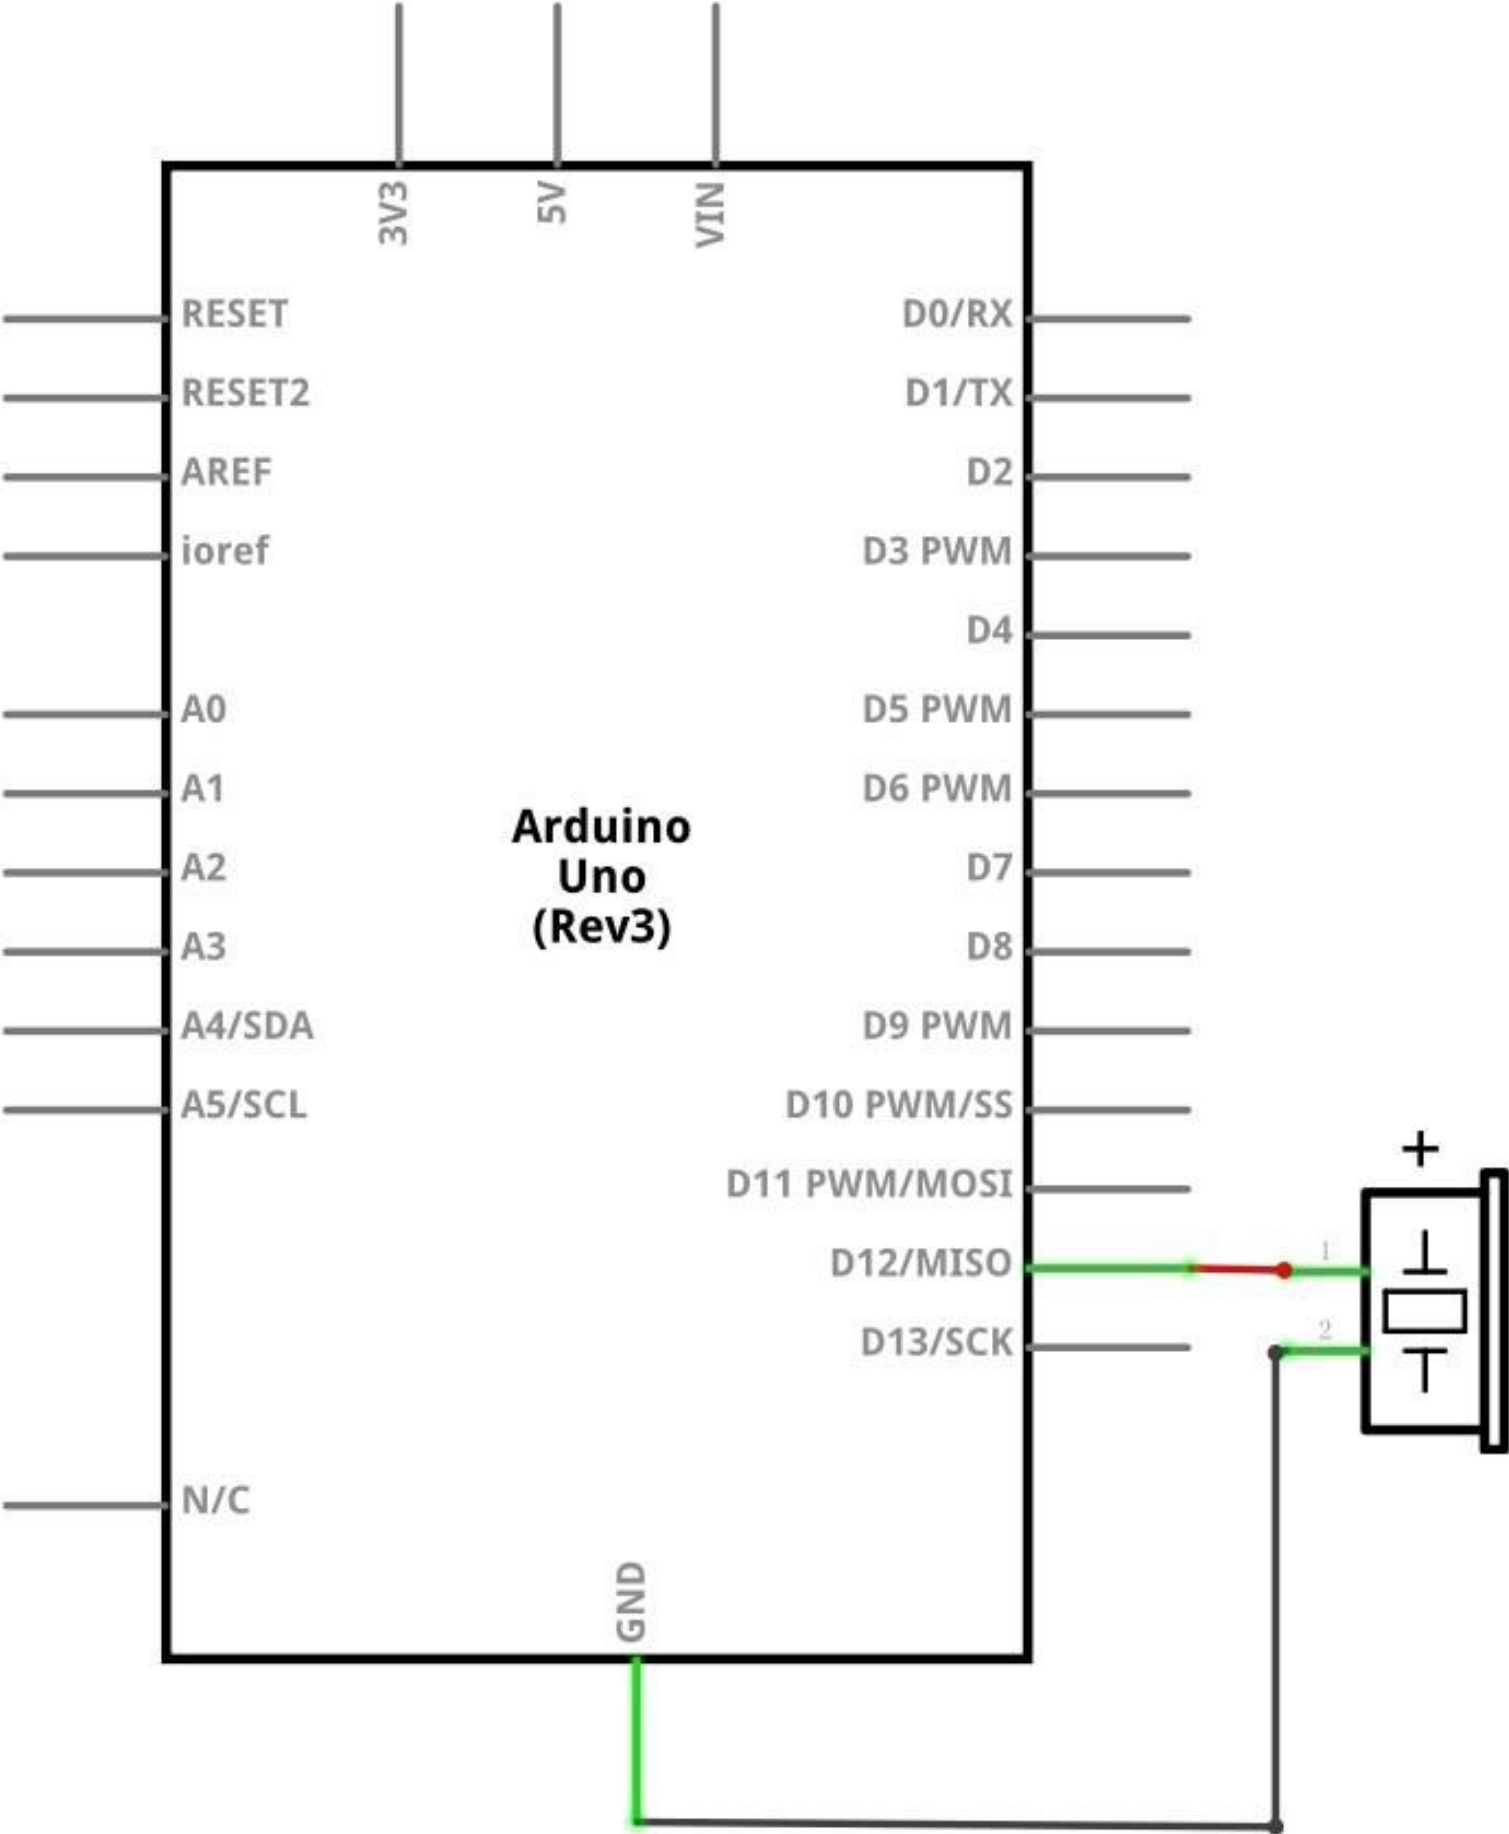 3V3
5V
VIN
RESET
RESET2
AREF
ioref
A0
A1
A2
A3
A4/SDA
A5/SCL
N/C
Arduino
Uno
(Rev3)
D0/RX
D1/TX
D2
D3 PWM
D4
D5 PWM
D6 PWM
D7
D8
D9 PWM
D10 PWM/SS
D11 PWM/MOSI
D12/MISO
D13/SCK
GND
+
1
2